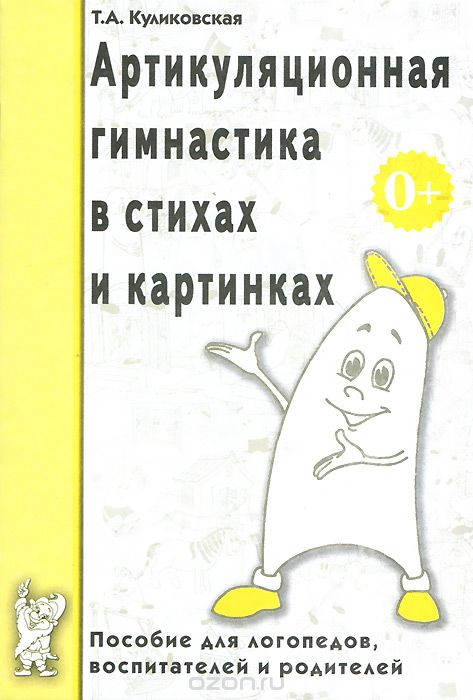 Т.А. Куликовская
Артикуляционная
гимнастика
в стихах
и картинках
0+
Пособие для логопедов,
воспитателей и родителей
ozon.ru